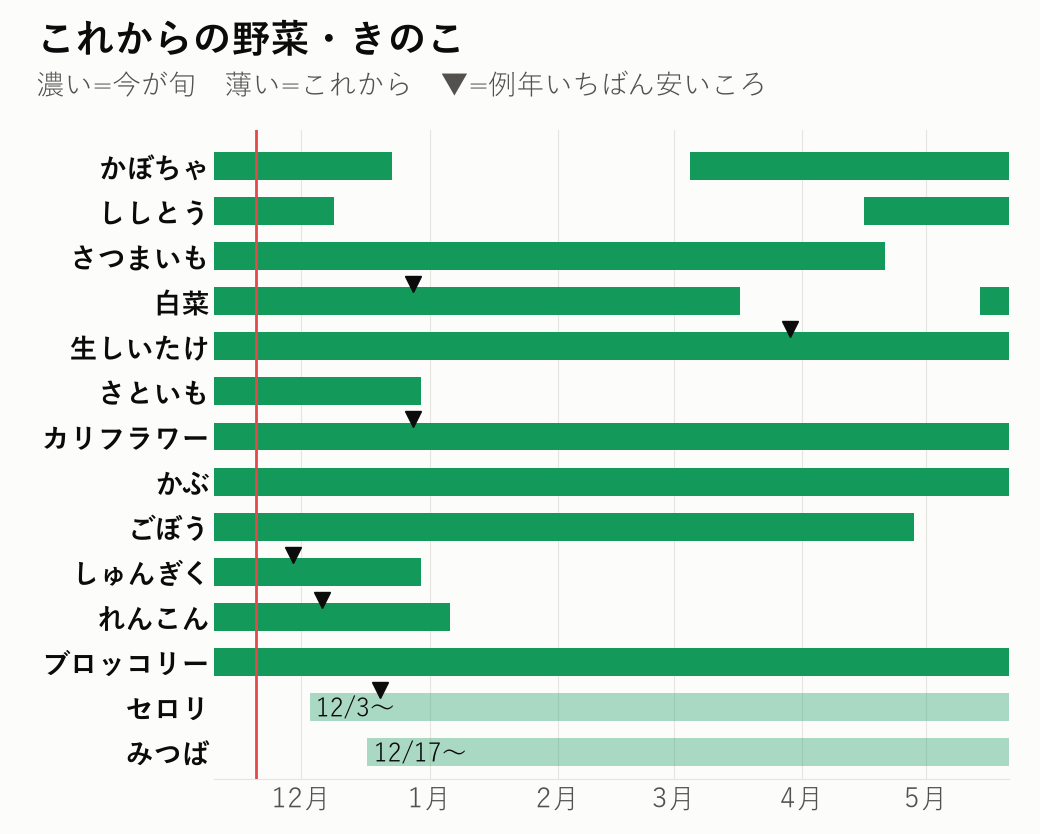 これからの野菜・きのこ
濃い=今が旬　薄い=これから　▼=例年いちばん安いころ
かぼちゃ
ししとう
さつまいも
白菜
生しいたけ
さといも
カリフラワー
かぶ
ごぼう
しゅんぎく
れんこん
ブロッコリー
セロリ 12/3〜
みつば 12/17〜
12月 1月 2月 3月 4月 5月